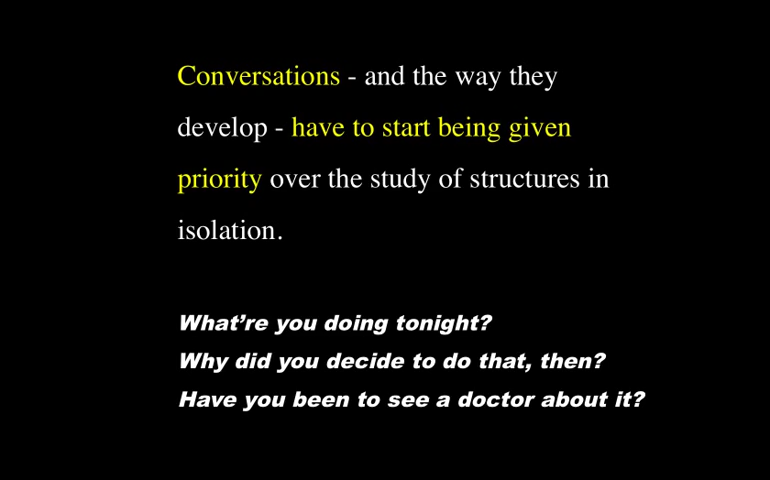 Conversations - and the way they
develop - have to start being given
priority over the study of structures in
isolation.
What’re you doing tonight?
Why did you decide to do that, then?
Have you been to see a doctor about it?